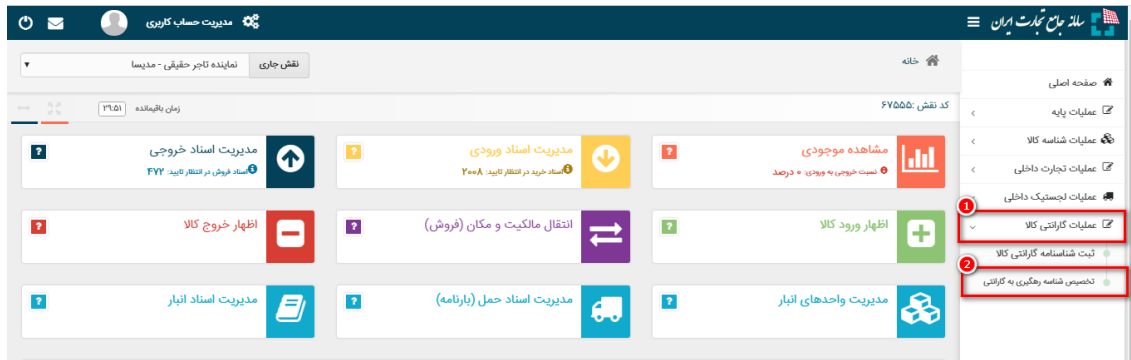 سامانه جامع تجارت ایران
مدیریت حساب کاربری
خانه
نقش جاری
نماینده تاجر حقیقی - مدیسا
کد نقش :۶۷۵۵۵
زمان باقیمانده
۲۹:۵۱
مشاهده موجودی
نسبت خروجی به ورودی: ۰ درصد
?
مدیریت اسناد ورودی
اسناد خرید در انتظار تایید: ۲۰۰۸
?
مدیریت اسناد خروجی
اسناد فروش در انتظار تایید: ۴۷۲
?
اظهار ورود کالا
?
انتقال مالکیت و مکان (فروش)
?
اظهار خروج کالا
?
مدیریت واحدهای انبار
?
مدیریت اسناد حمل (بارنامه)
?
مدیریت اسناد انبار
?
صفحه اصلی
عملیات پایه
عملیات شناسه کالا
عملیات تجارت داخلی
عملیات لجستیک داخلی
1
عملیات گارانتی کالا
ثبت شناسنامه گارانتی کالا
2
تخصیص شناسه رهگیری به گارانتی